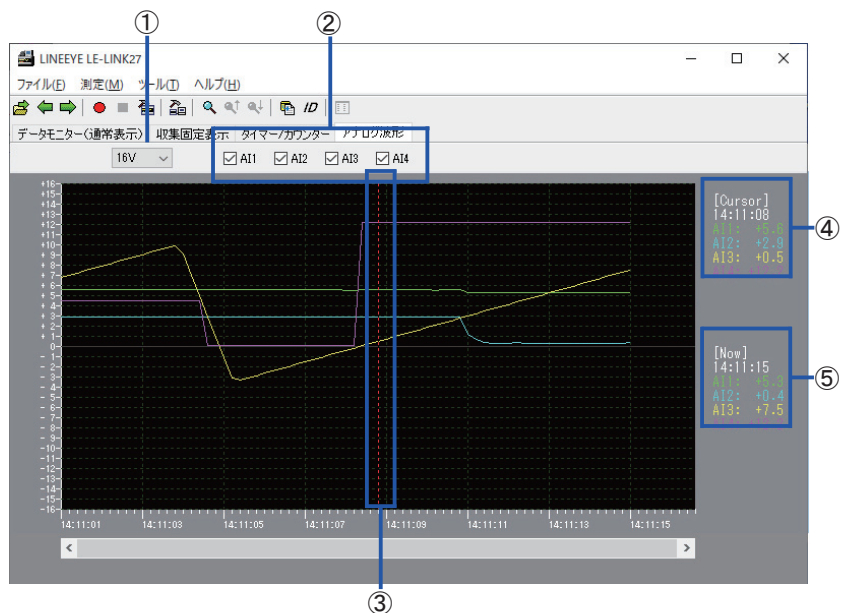 ① ②
LINEEYE LE-LINK27
ファイル(F) 測定(M) ツール(T) ヘルプ(H)
ID
データモニター(通常表示) 収集固定表示 タイマー/カウンター アナログ波形
16V AI1 AI2 AI3 AI4
+16
+15
+14
+13
+12
+11
+10
+ 9
+ 8
+ 7
+ 6
+ 5
+ 4
+ 3
+ 2
+ 1
0
- 1
- 2
- 3
- 4
- 5
- 6
- 7
- 8
- 9
-10
-11
-12
-13
-14
-15
-16
14:11:01 14:11:03 14:11:05 14:11:07 14:11:09 14:11:11 14:11:13 14:11:15
[Cursor]
14:11:08
AI1: +5.6
AI2: +2.9
AI3: +0.5
④
[Now]
14:11:15
AI1: +5.3
AI2: +0.4
AI3: +7.5
⑤
③